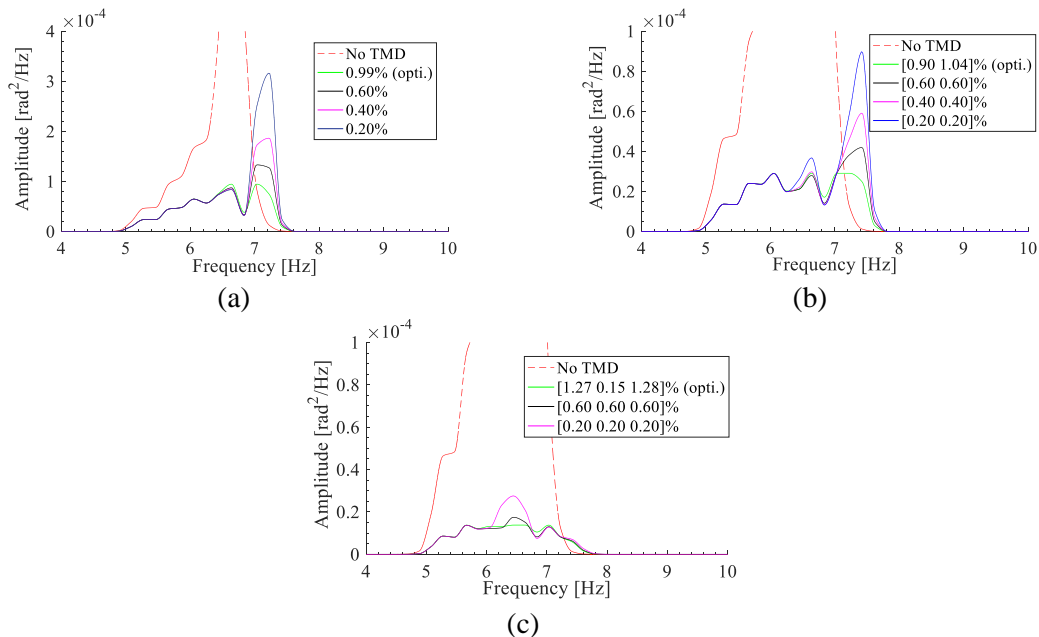 ×10⁻⁴
Amplitude [rad²/Hz]
4
3
2
1
0
4 5 6 7 8 9 10
Frequency [Hz]
No TMD
0.99% (opti.)
0.60%
0.40%
0.20%
(a)
×10⁻⁴
Amplitude [rad²/Hz]
1
0.8
0.6
0.4
0.2
0
4 5 6 7 8 9 10
Frequency [Hz]
No TMD
[0.90 1.04]% (opti.)
[0.60 0.60]%
[0.40 0.40]%
[0.20 0.20]%
(b)
×10⁻⁴
Amplitude [rad²/Hz]
1
0.8
0.6
0.4
0.2
0
4 5 6 7 8 9 10
Frequency [Hz]
No TMD
[1.27 0.15 1.28]% (opti.)
[0.60 0.60 0.60]%
[0.20 0.20 0.20]%
(c)